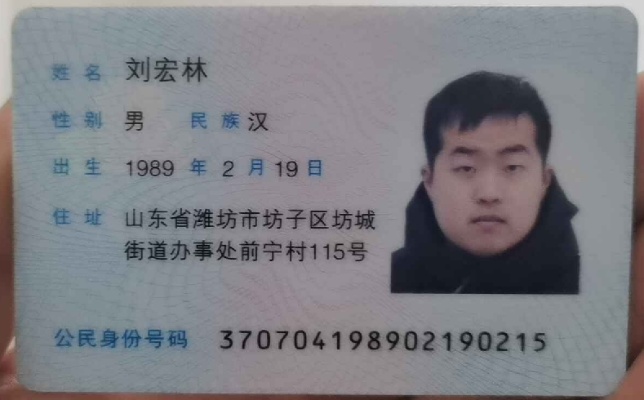 姓名 刘宏林
性别 男 民族 汉
出生 1989 年 2 月 19 日
住址 山东省潍坊市坊子区坊城
街道办事处前宁村115号
公民身份号码 370704198902190215